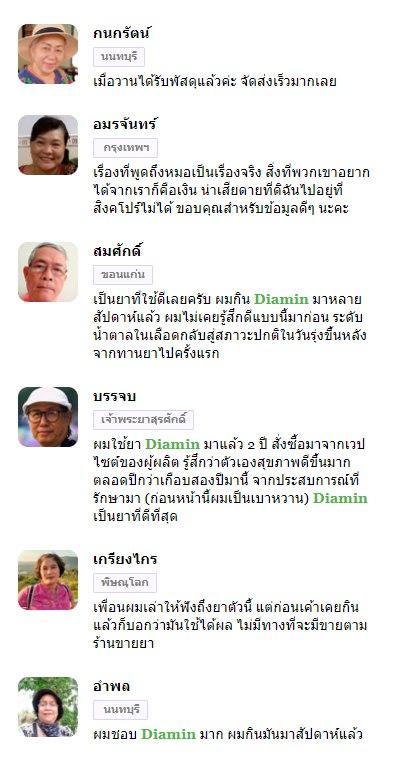 กนกรัตน์
นนทบุรี
เมื่อวานได้รับพัสดุแล้วค่ะ จัดส่งเร็วมากเลย
อมรจันทร์
กรุงเทพฯ
เรื่องที่พูดถึงหมอเป็นเรื่องจริง สิ่งที่พวกเขาอยาก
ได้จากเราก็คือเงิน น่าเสียดายที่ดิฉันไปอยู่ที่
สิงคโปร์ไม่ได้ ขอบคุณสำหรับข้อมูลดีๆ นะคะ
สมศักดิ์
ขอนแก่น
เป็นยาที่ใช้ดีเลยครับ ผมกิน Diamin มาหลาย
สัปดาห์แล้ว ผมไม่เคยรู้สึกดีแบบนี้มาก่อน ระดับ
น้ำตาลในเลือดกลับสู่สภาวะปกติในวันรุ่งขึ้นหลัง
จากทานยาไปครั้งแรก
บรรจบ
เจ้าพระยาสุรศักดิ์
ผมใช้ยา Diamin มาแล้ว 2 ปี สั่งซื้อมาจากเวป
ไซต์ของผู้ผลิต รู้สึกว่าตัวเองสุขภาพดีขึ้นมาก
ตลอดปีกว่าเกือบสองปีมานี้ จากประสบการณ์ที่
รักษามา (ก่อนหน้านี้ผมเป็นเบาหวาน) Diamin
เป็นยาที่ดีที่สุด
เกรียงไกร
พิษณุโลก
เพื่อนผมเล่าให้ฟังถึงยาตัวนี้ แต่ก่อนเค้าเคยกิน
แล้วก็บอกว่ามันใช้ได้ผล ไม่มีทางที่จะมีขายตาม
ร้านขายยา
อำพล
นนทบุรี
ผมชอบ Diamin มาก ผมกินมันมาสัปดาห์แล้ว